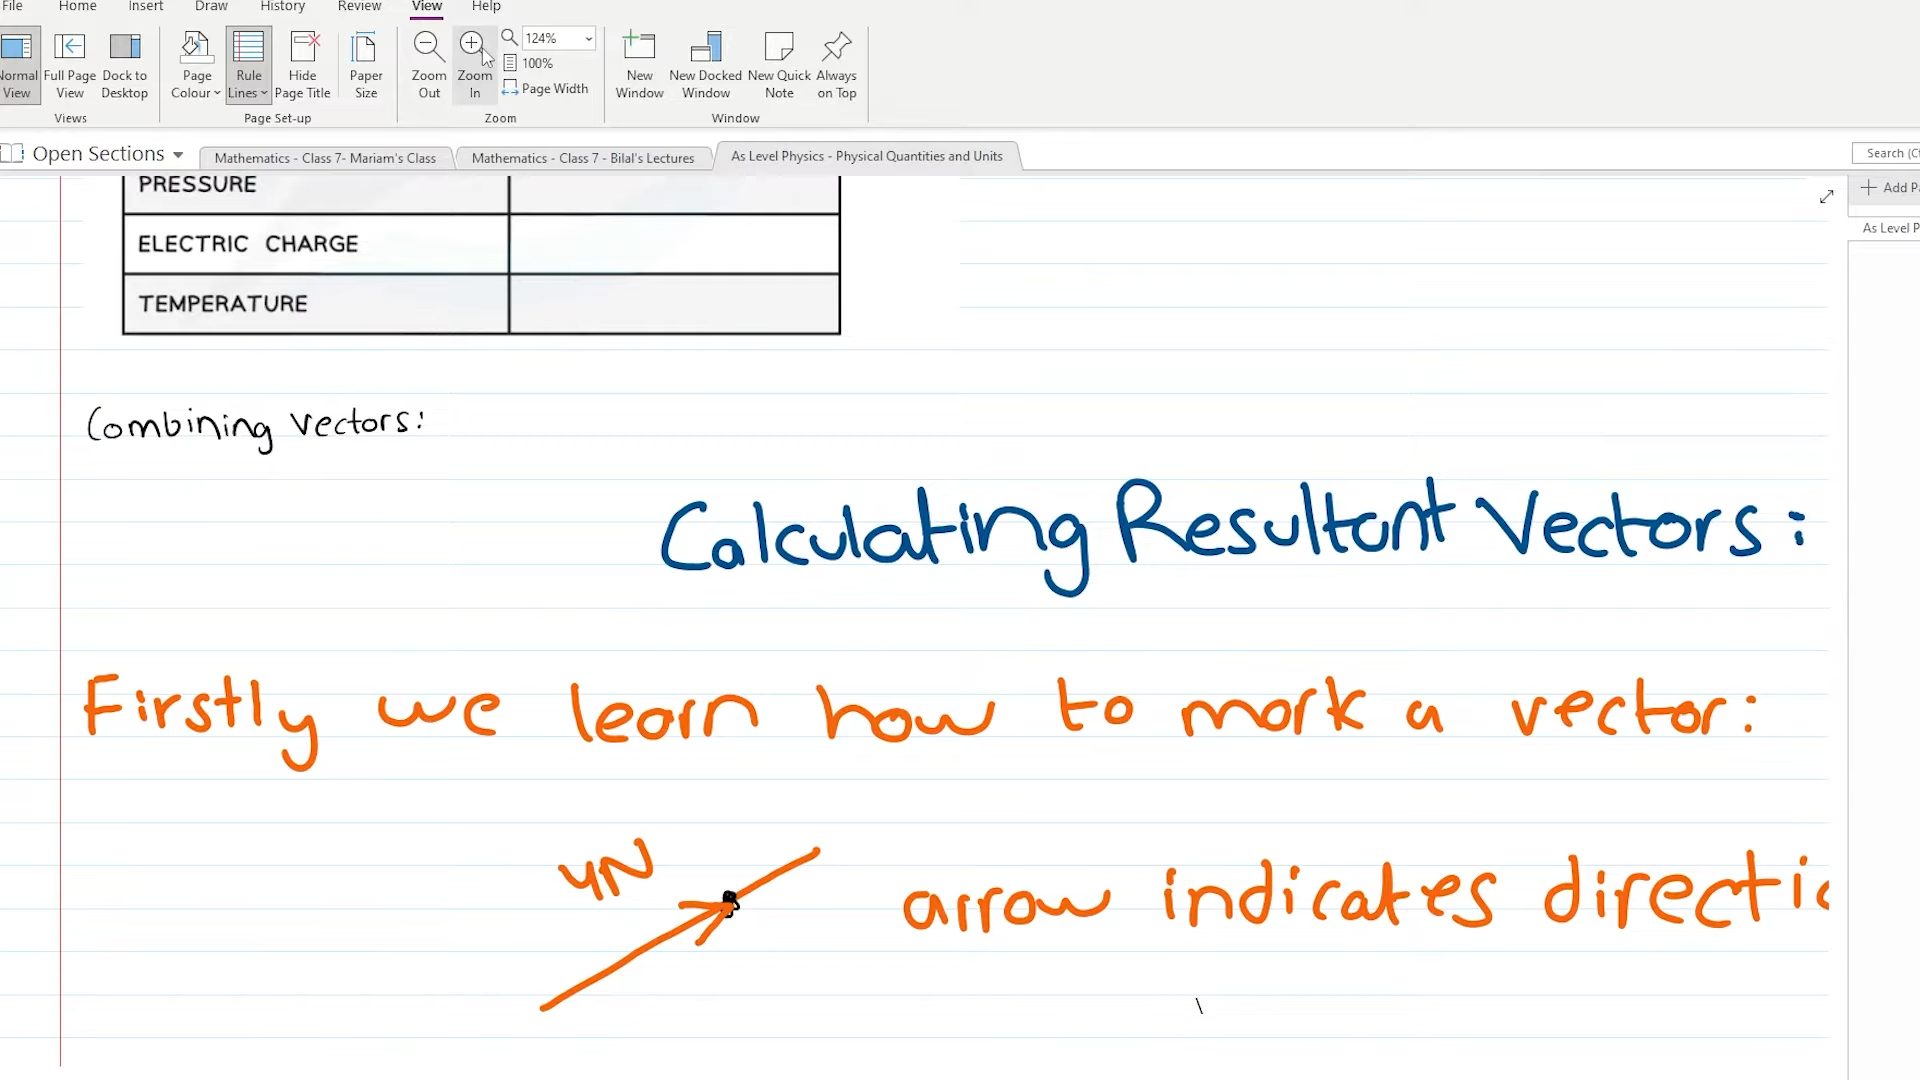 File Home Insert Draw History Review View Help
Normal View
Full Page View
Dock to Desktop
Page Colour
Rule Lines
Hide Page Title
Paper Size
Zoom Out
Zoom In
124%
100%
Page Width
New Window
New Docked Window
New Quick Note
Always on Top
Views Page Set-up Zoom Window
Open Sections Mathematics - Class 7- Mariam's Class Mathematics - Class 7 - Bilal's Lectures As Level Physics - Physical Quantities and Units
Search (Ct
Add Pa
As Level P
PRESSURE
ELECTRIC CHARGE
TEMPERATURE
Combining Vectors:
Calculating Resultant Vectors:
Firstly we learn how to mark a vector:
4N
arrow indicates directio